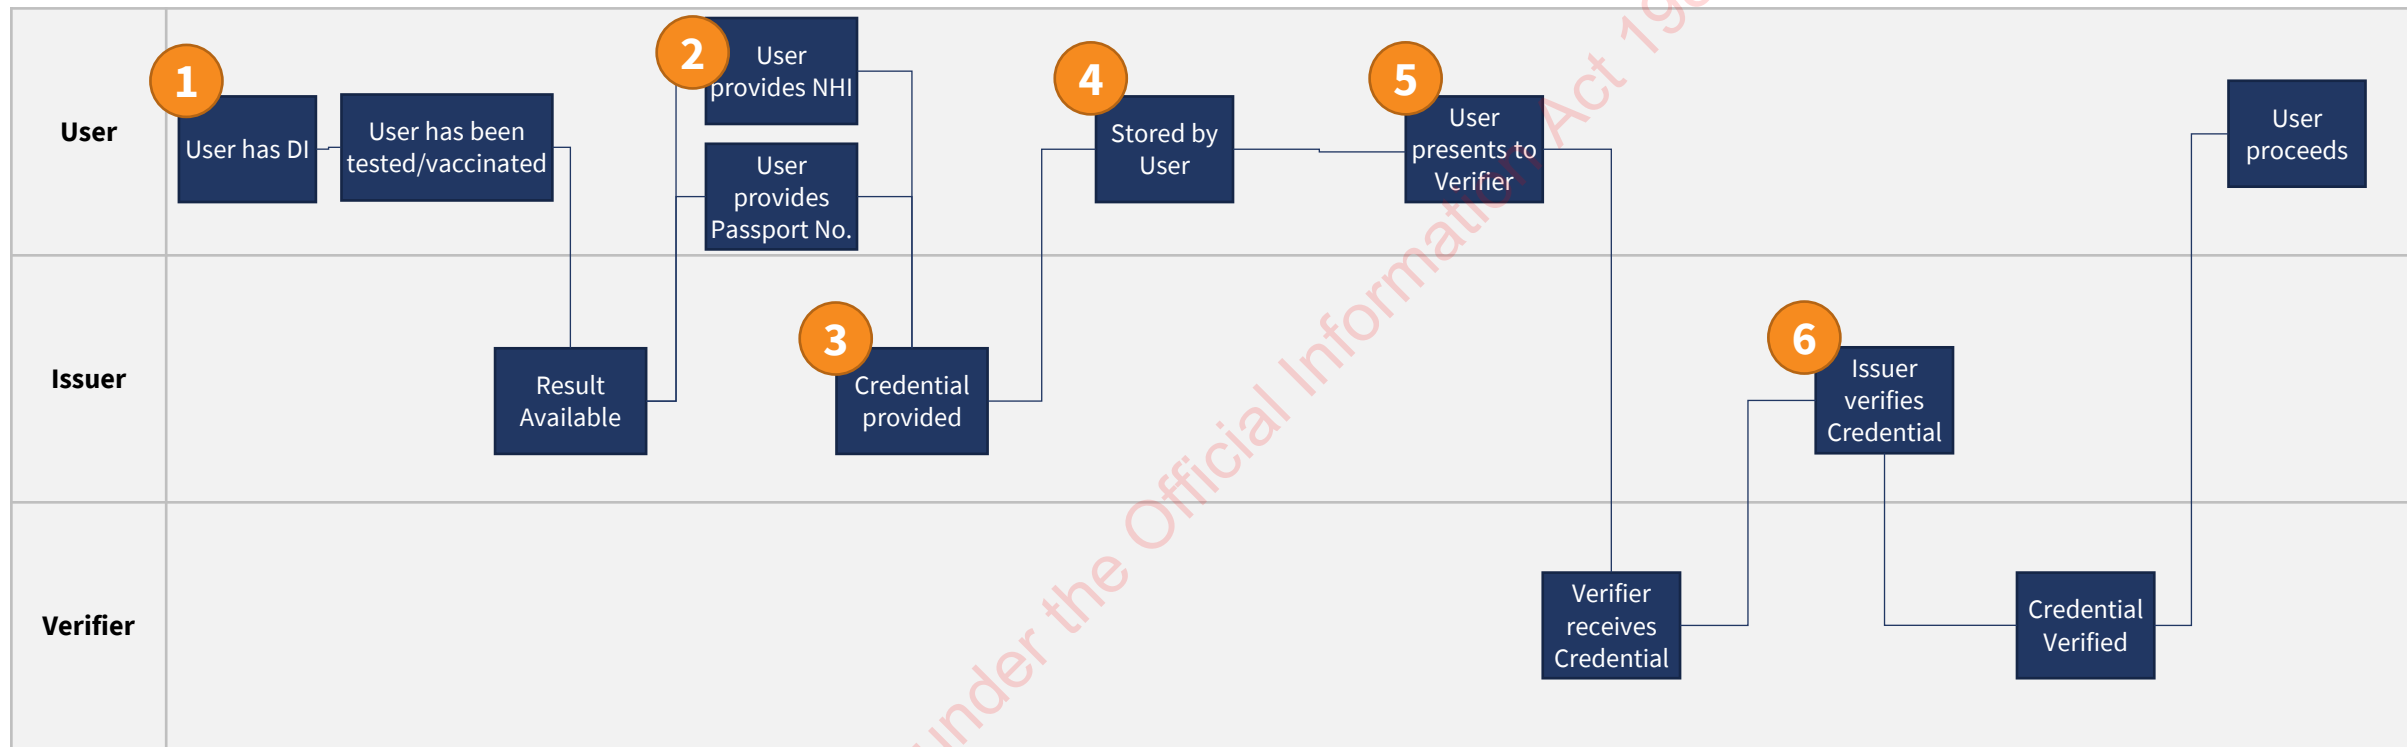 User
1
User has DI
User has been
tested/vaccinated
2
User
provides NHI
User
provides
Passport No.
4
Stored by
User
5
User
presents to
Verifier
User
proceeds
Issuer
Result
Available
3
Credential
provided
6
Issuer
verifies
Credential
Verifier
Verifier
receives
Credential
Credential
Verified
under the Official Information Act